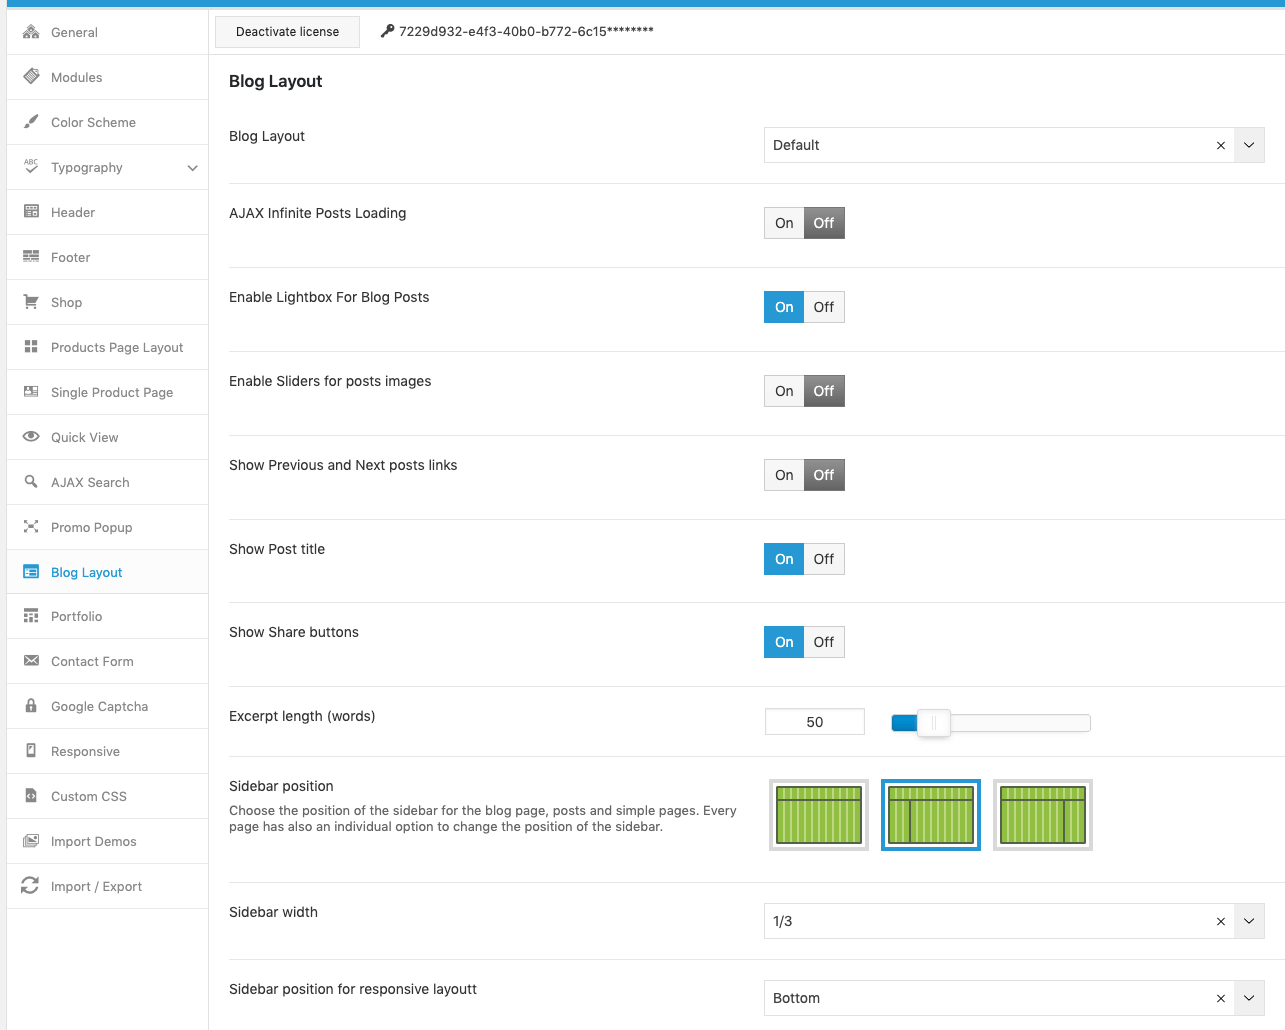 General
Modules
Color Scheme
ABC
Typography
Header
Footer
Shop
Products Page Layout
Single Product Page
Quick View
AJAX Search
Promo Popup
Blog Layout
Portfolio
Contact Form
Google Captcha
Responsive
Custom CSS
Import Demos
Import / Export
Deactivate license
7229d932-e4f3-40b0-b772-6c15********
Blog Layout
Blog Layout
Default
AJAX Infinite Posts Loading
On Off
Enable Lightbox For Blog Posts
On Off
Enable Sliders for posts images
On Off
Show Previous and Next posts links
On Off
Show Post title
On Off
Show Share buttons
On Off
Excerpt length (words)
50
Sidebar position
Choose the position of the sidebar for the blog page, posts and simple pages. Every
page has also an individual option to change the position of the sidebar.
Sidebar width
1/3
Sidebar position for responsive layoutt
Bottom